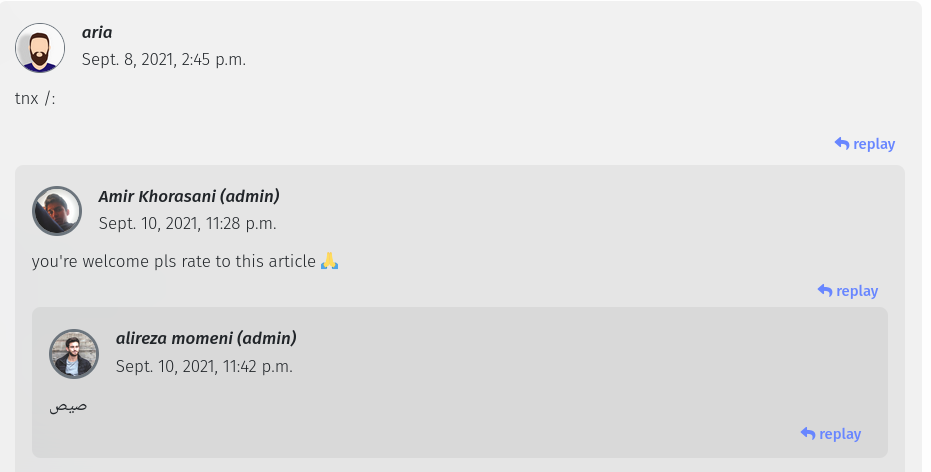 aria
Sept. 8, 2021, 2:45 p.m.
tnx /:
replay
Amir Khorasani (admin)
Sept. 10, 2021, 11:28 p.m.
you're welcome pls rate to this article 🙏
replay
alireza momeni (admin)
Sept. 10, 2021, 11:42 p.m.
صیص
replay